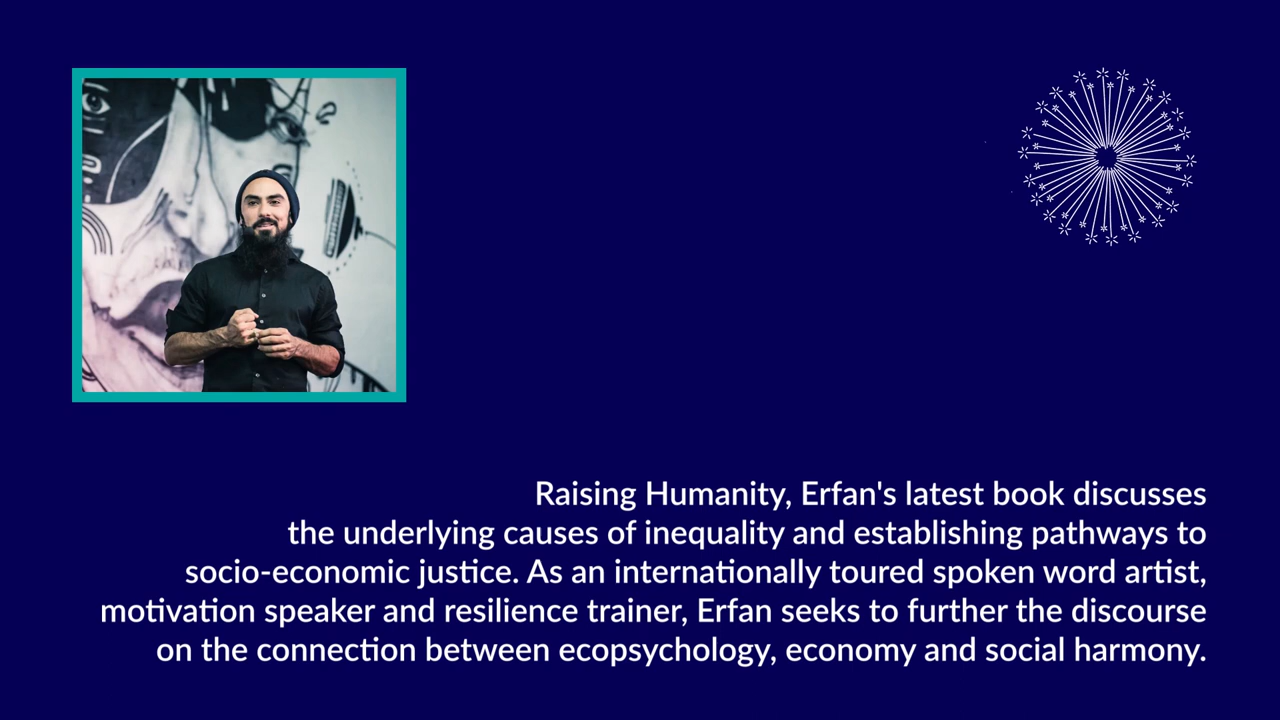 Raising Humanity, Erfan's latest book discusses
the underlying causes of inequality and establishing pathways to
socio-economic justice. As an internationally toured spoken word artist,
motivation speaker and resilience trainer, Erfan seeks to further the discourse
on the connection between ecopsychology, economy and social harmony.